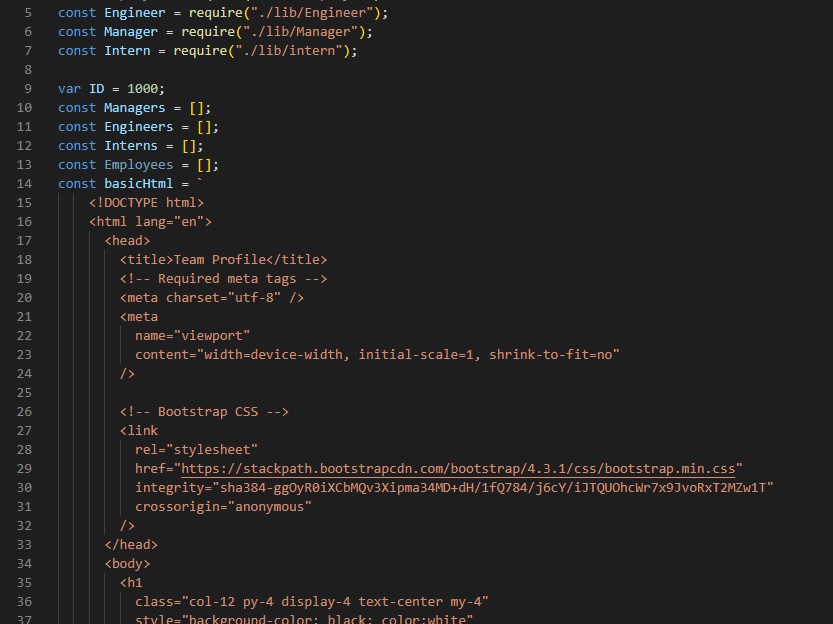 5 const Engineer = require("./lib/Engineer");
6 const Manager = require("./lib/Manager");
7 const Intern = require("./lib/intern");
8
9 var ID = 1000;
10 const Managers = [];
11 const Engineers = [];
12 const Interns = [];
13 const Employees = [];
14 const basicHtml = `
15 <!DOCTYPE html>
16 <html lang="en">
17 <head>
18 <title>Team Profile</title>
19 <!-- Required meta tags -->
20 <meta charset="utf-8" />
21 <meta
22 name="viewport"
23 content="width=device-width, initial-scale=1, shrink-to-fit=no"
24 />
25
26 <!-- Bootstrap CSS -->
27 <link
28 rel="stylesheet"
29 href="https://stackpath.bootstrapcdn.com/bootstrap/4.3.1/css/bootstrap.min.css"
30 integrity="sha384-ggOyR0iXCbMQv3Xipma34MD+dH/1fQ784/j6cY/iJTQUOhcWr7x9JvoRxT2MZw1T"
31 crossorigin="anonymous"
32 />
33 </head>
34 <body>
35 <h1
36 class="col-12 py-4 display-4 text-center my-4"
37 style="background-color: black; color:white"